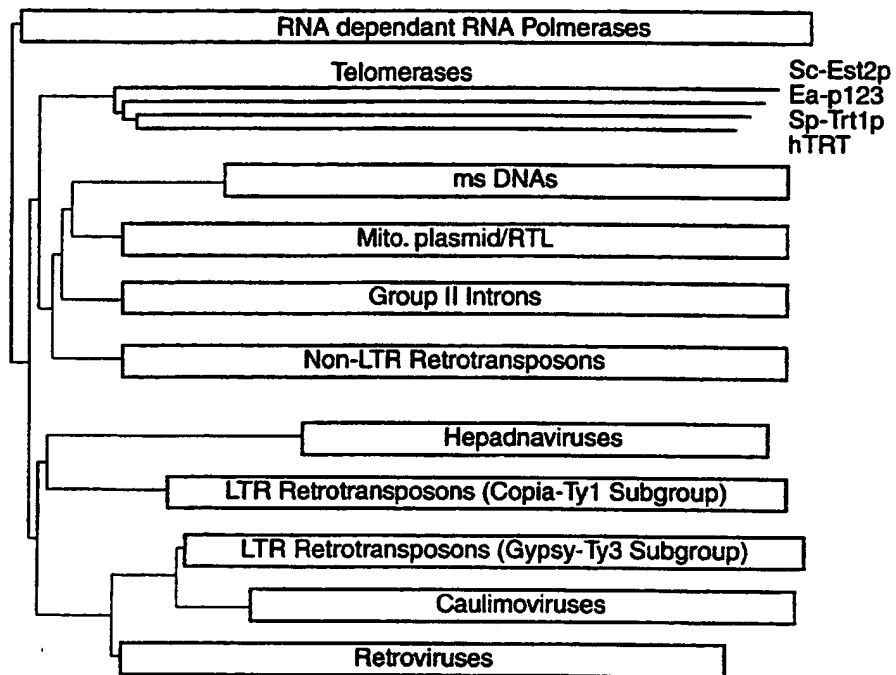 RNA dependant RNA Polmerases
Telomerases
Sc-Est2p
Ea-p123
Sp-Trt1p
hTRT
ms DNAs
Mito. plasmid/RTL
Group II Introns
Non-LTR Retrotransposons
Hepadnaviruses
LTR Retrotransposons (Copia-Ty1 Subgroup)
LTR Retrotransposons (Gypsy-Ty3 Subgroup)
Caulimoviruses
Retroviruses